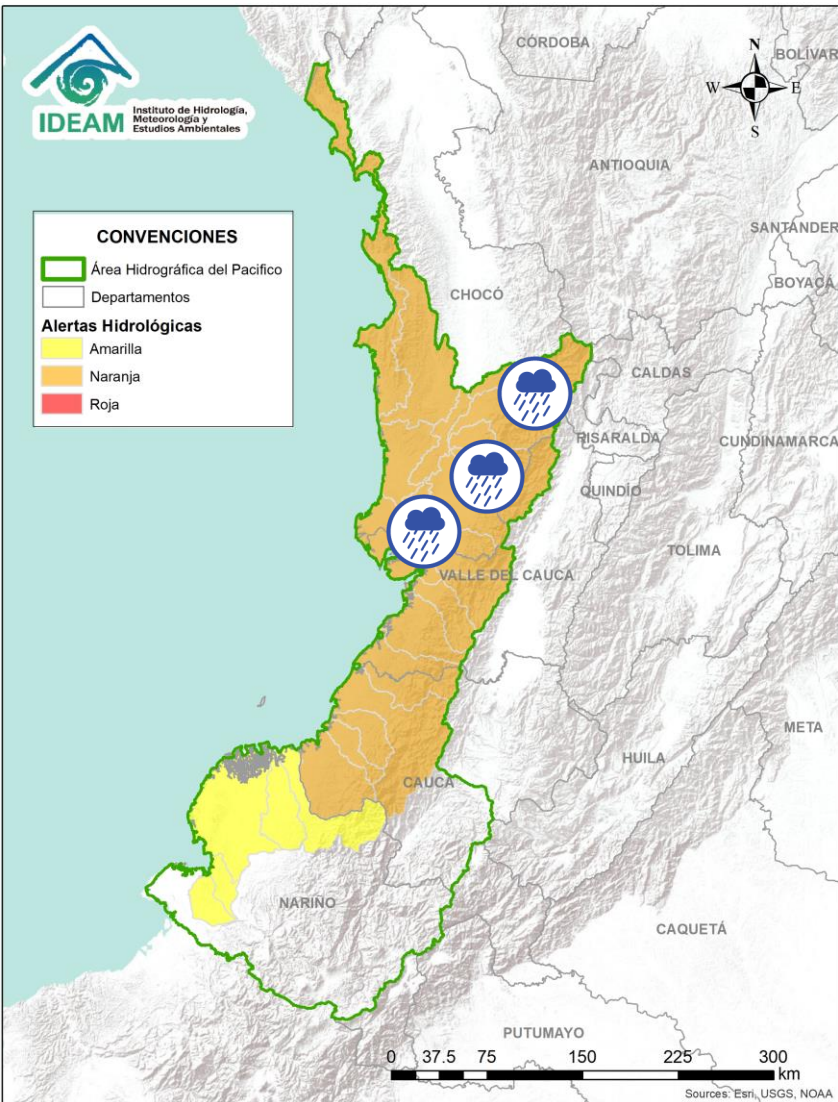 IDEAM
Instituto de Hidrología,
Meteorología y
Estudios Ambientales
CÓRDOBA
BOLÍVAR
N
W
E
S
ANTIOQUIA
SANTANDER
BOYACÁ
CONVENCIONES
Área Hidrográfica del Pacifico
Departamentos
Alertas Hidrológicas
Amarilla
Naranja
Roja
CHOCÓ
CALDAS
RISARALDA
CUNDINAMARCA
QUINDÍO
TOLIMA
VALLE DEL CAUCA
META
HUILA
CAUCA
NARIÑO
CAQUETÁ
PUTUMAYO
0 37.5 75 150 225 300
km
Sources: Esri, USGS, NOAA